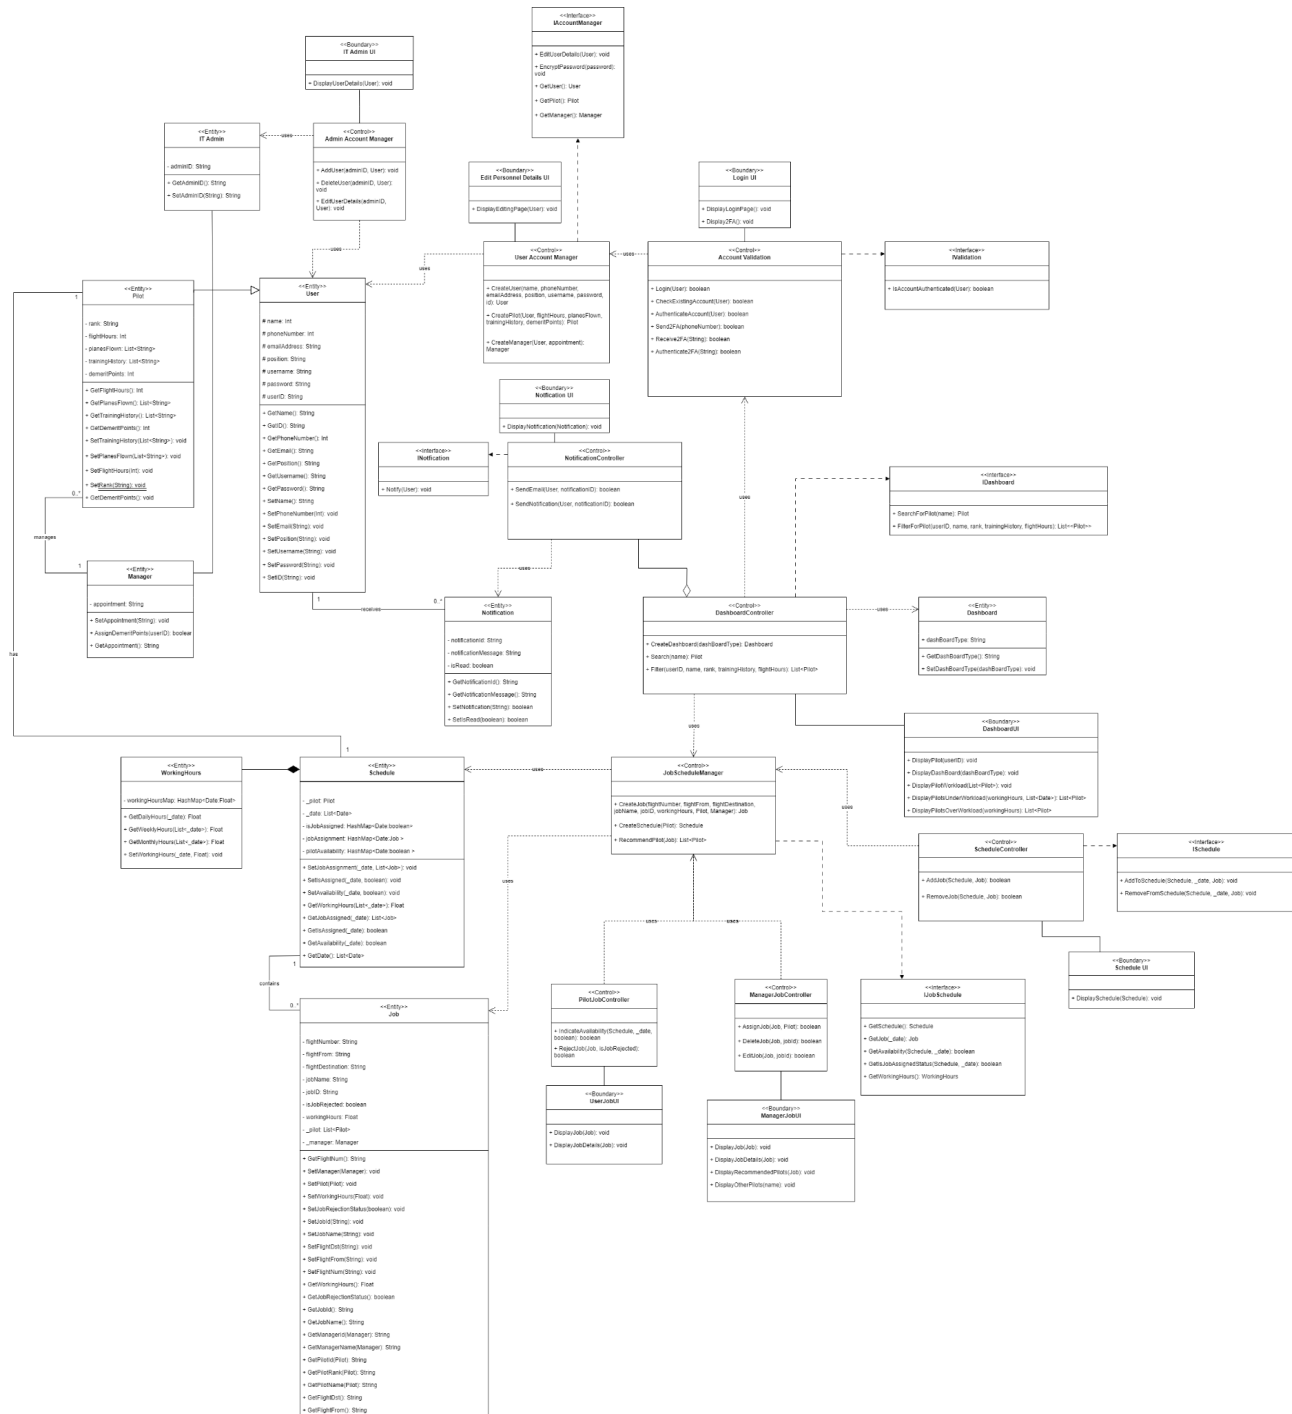 <<Interface>>
IAccountManager
+ EditUserDetails(User): void
+ EncryptPassword(password):
void
+ GetUser(): User
+ GetPilot(): Pilot
+ GetManager(): Manager
<<Boundary>>
IT Admin UI
+ DisplayUserDetails(User): void
<<Entity>>
IT Admin
- adminID: String
+ GetAdminID(): String
+ SetAdminID(String): String
uses
<<Control>>
Admin Account Manager
+ AddUser(adminID, User): void
+ DeleteUser(adminID, User):
void
+ EditUserDetails(adminID,
User): void
uses
<<Boundary>>
Edit Personnel Details UI
+ DisplayEditingPage(User): void
<<Boundary>>
Login UI
+ DisplayLoginPage(): void
+ Display2FA(): void
<<Control>>
User Account Manager
+ CreateUser(name, phoneNumber,
emailAddress, position, username, password,
id): User
+ CreatePilot(User, flightHours, planesFlown,
trainingHistory, demeritPoints): Pilot
+ CreateManager(User, appointment):
Manager
uses
uses
<<Control>>
Account Validation
+ Login(User): boolean
+ CheckExistingAccount(User): boolean
+ AuthenticateAccount(User): boolean
+ Send2FA(phoneNumber): boolean
+ Receive2FA(String): boolean
+ Authenticate2FA(String): boolean
<<Interface>>
IValidation
+ IsAccountAuthenticated(User): boolean
1
<<Entity>>
Pilot
- rank: String
- flightHours: Int
- planesFlown: List<String>
- trainingHistory: List<String>
- demeritPoints: Int
+ GetFlightHours(): Int
+ GetPlanesFlown(): List<String>
+ GetTrainingHistory(): List<String>
+ GetDemeritPoints(): Int
+ SetTrainingHistory(List<String>): void
+ SetPlanesFlown(List<String>): void
+ SetFlightHours(Int): void
+ SetRank(String): void
+ GetDemeritPoints(): void
0..*
manages
1
<<Entity>>
User
# name: Int
# phoneNumber: Int
# emailAddress: String
# position: String
# username: String
# password: String
# userID: String
+ GetName(): String
+ GetID(): String
+ GetPhoneNumber(): Int
+ GetEmail(): String
+ GetPosition(): String
+ GetUsername(): String
+ GetPassword(): String
+ SetName(): String
+ SetPhoneNumber(Int): void
+ SetEmail(String): void
+ SetPosition(String): void
+ SetUsername(String): void
+ SetPassword(String): void
+ SetID(String): void
1
receives
0..*
<<Boundary>>
Notification UI
+ DisplayNotification(Notification): void
<<Interface>>
INotification
+ Notify(User): void
<<Control>>
NotificationController
+ SendEmail(User, notificationID): boolean
+ SendNotification(User, notificationID): boolean
uses
uses
<<Interface>>
IDashboard
+ SearchForPilot(name): Pilot
+ FilterForPilot(userID, name, rank, trainingHistory, flightHours): List<<Pilot>>
<<Entity>>
Manager
- appointment: String
+ SetAppointment(String): void
+ AssignDemeritPoints(userID): boolean
+ GetAppointment(): String
has
<<Entity>>
Notification
- notificationId: String
- notificationMessage: String
- isRead: boolean
+ GetNotificationId(): String
+ GetNotificationMessage(): String
+ SetNotification(String): boolean
+ SetIsRead(boolean): boolean
<<Control>>
DashboardController
+ CreateDashboard(dashBoardType): Dashboard
+ Search(name): Pilot
+ Filter(userID, name, rank, trainingHistory, flightHours): List<Pilot>
uses
<<Entity>>
Dashboard
- dashBoardType: String
+ GetDashBoardType(): String
+ SetDashBoardType(dashBoardType): void
uses
<<Boundary>>
DashboardUI
+ DisplayPilot(userID): void
+ DisplayDashBoard(dashBoardType): void
+ DisplayPilotWorkload(List<Pilot>): void
+ DisplayPilotsUnderWorkload(workingHours, List<Date>): List<Pilot>
+ DisplayPilotsOverWorkload(workingHours): List<Pilot>
1
<<Entity>>
WorkingHours
- workingHoursMap: HashMap<Date:Float>
+ GetDailyHours(_date): Float
+ GetWeeklyHours(List<_date>): Float
+ GetMonthlyHours(List<_date>): Float
+ SetWorkingHours(_date, Float): void
<<Entity>>
Schedule
- _pilot: Pilot
- _date: List<Date>
- isJobAssigned: HashMap<Date:boolean>
- jobAssignment: HashMap<Date:Job >
- pilotAvailability: HashMap<Date:boolean >
+ SetJobAssignment(_date, List<Job>): void
+ SetIsAssigned(_date, boolean): void
+ SetAvailability(_date, boolean): void
+ GetWorkingHours(List<_date>): Float
+ GetJobAssigned(_date): List<Job>
+ GetIsAssigned(_date): boolean
+ GetAvailability(_date): boolean
+ GetDate(): List<Date>
1
contains
0..*
uses
uses
<<Control>>
JobScheduleManager
+ CreateJob(flightNumber, flightFrom, flightDestination,
jobName, jobID, workingHours, Pilot, Manager): Job
+ CreateSchedule(Pilot): Schedule
+ RecommendPilot(Job): List<Pilot>
uses
<<Control>>
ScheduleController
+ AddJob(Schedule, Job): boolean
+ RemoveJob(Schedule, Job): boolean
<<Interface>>
ISchedule
+ AddToSchedule(Schedule, _date, Job): void
+ RemoveFromSchedule(Schedule, _date, Job): void
<<Boundary>>
Schedule UI
+ DisplaySchedule(Schedule): void
uses
uses
<<Control>>
PilotJobController
+ IndicateAvailability(Schedule, _date,
boolean): boolean
+ RejectJob(Job, isJobRejected):
boolean
<<Control>>
ManagerJobController
+ AssignJob(Job, Pilot): boolean
+ DeleteJob(Job, jobId): boolean
+ EditJob(Job, jobId): boolean
<<Interface>>
IJobSchedule
+ GetSchedule(): Schedule
+ GetJob(_date): Job
+ GetAvailability(Schedule, _date): boolean
+ GetIsJobAssignedStatus(Schedule, _date): boolean
+ GetWorkingHours(): WorkingHours
<<Boundary>>
UserJobUI
+ DisplayJob(Job): void
+ DisplayJobDetails(Job): void
<<Boundary>>
ManagerJobUI
+ DisplayJob(Job): void
+ DisplayJobDetails(Job): void
+ DisplayRecommendedPilots(Job): void
+ DisplayOtherPilots(name): void
<<Entity>>
Job
- flightNumber: String
- flightFrom: String
- flightDestination: String
- jobName: String
- jobID: String
- isJobRejected: boolean
- workingHours: Float
- _pilot: List<Pilot>
- _manager: Manager
+ GetFlightNum(): String
+ SetManager(Manager): void
+ SetPilot(Pilot): void
+ SetWorkingHours(Float): void
+ SetJobRejectionStatus(boolean): void
+ SetJobId(String): void
+ SetJobName(String): void
+ SetFlightDst(String): void
+ SetFlightFrom(String): void
+ SetFlightNum(String): void
+ GetWorkingHours(): Float
+ GetJobRejectionStatus(): boolean
+ GetJobId(): String
+ GetJobName(): String
+ GetManagerId(Manager): String
+ GetManagerName(Manager): String
+ GetPilotId(Pilot): String
+ GetPilotRank(Pilot): String
+ GetPilotName(Pilot): String
+ GetFlightDst(): String
+ GetFlightFrom(): String